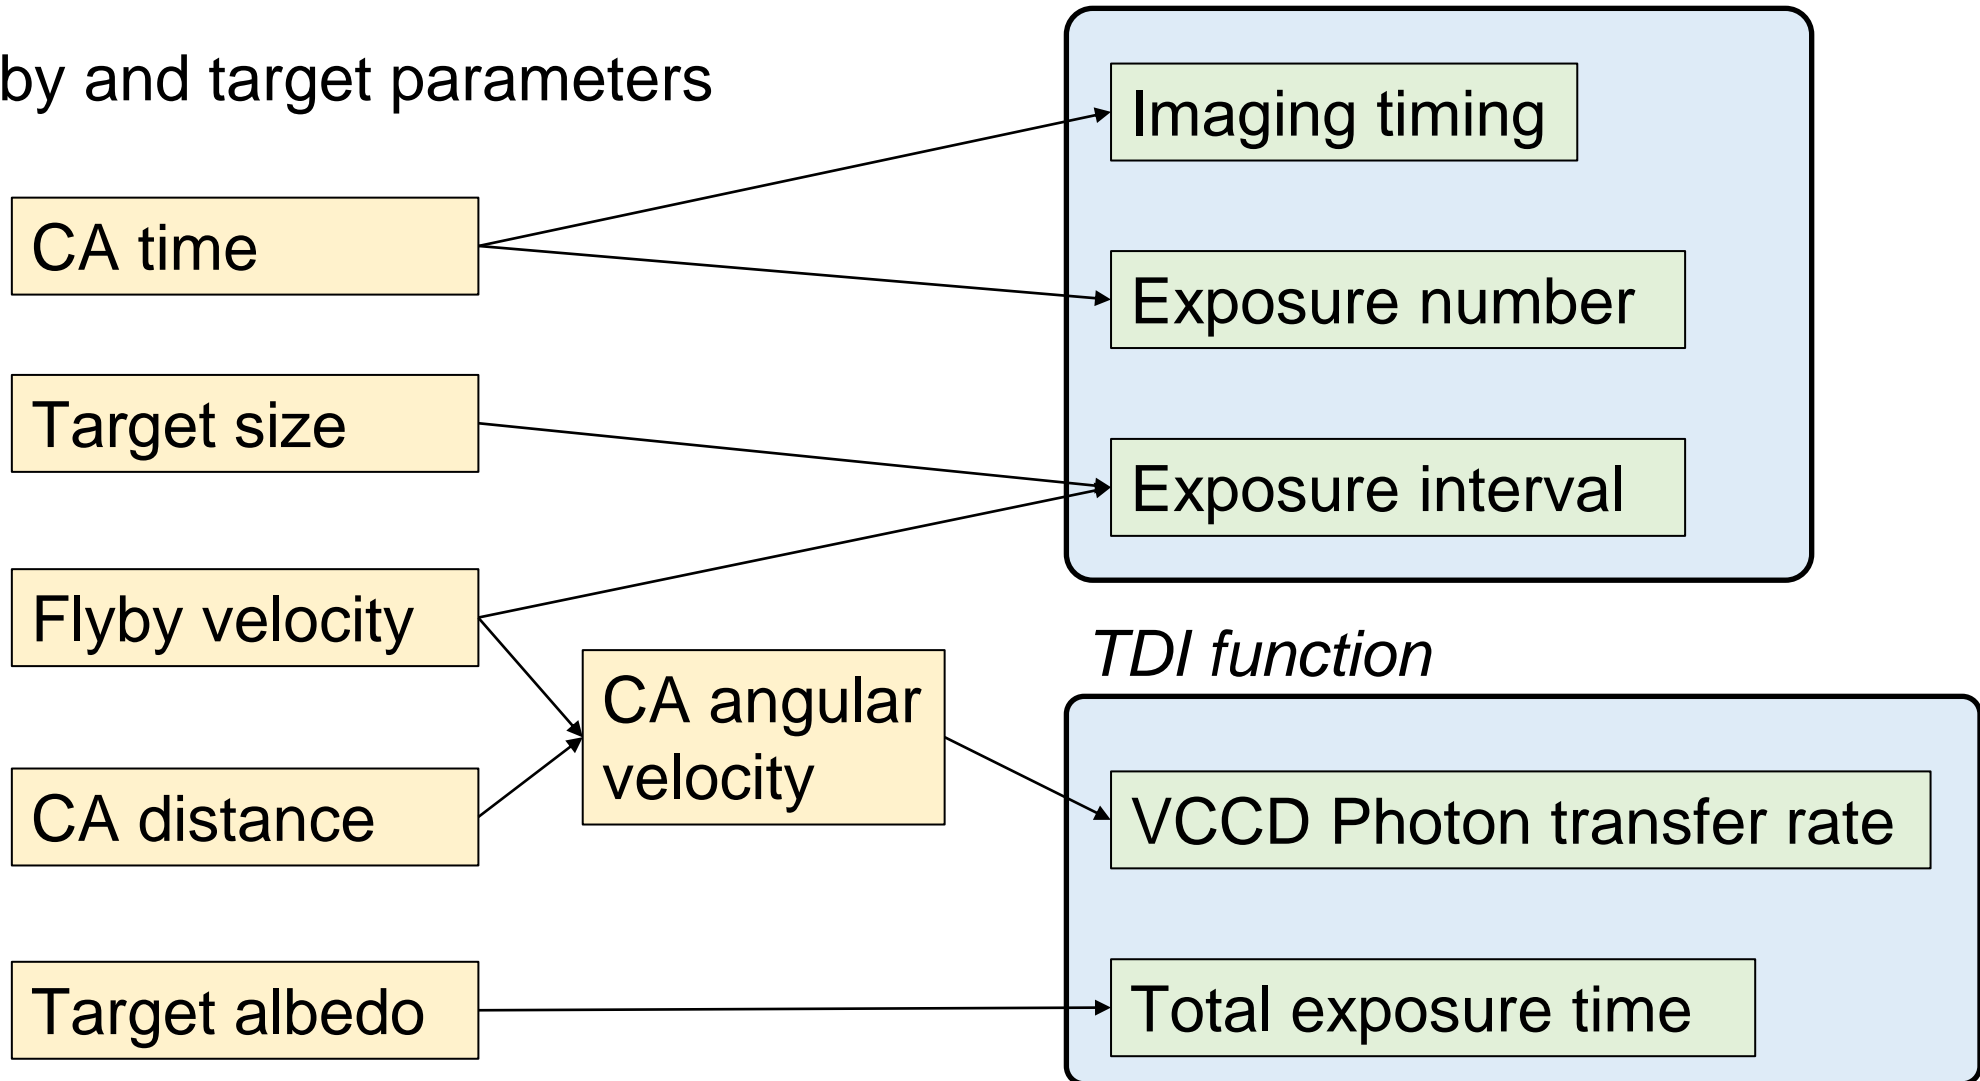 by and target parameters
Imaging timing
CA time
Exposure number
Target size
Exposure interval
Flyby velocity
TDI function
CA angular
velocity
CA distance
VCCD Photon transfer rate
Target albedo
Total exposure time